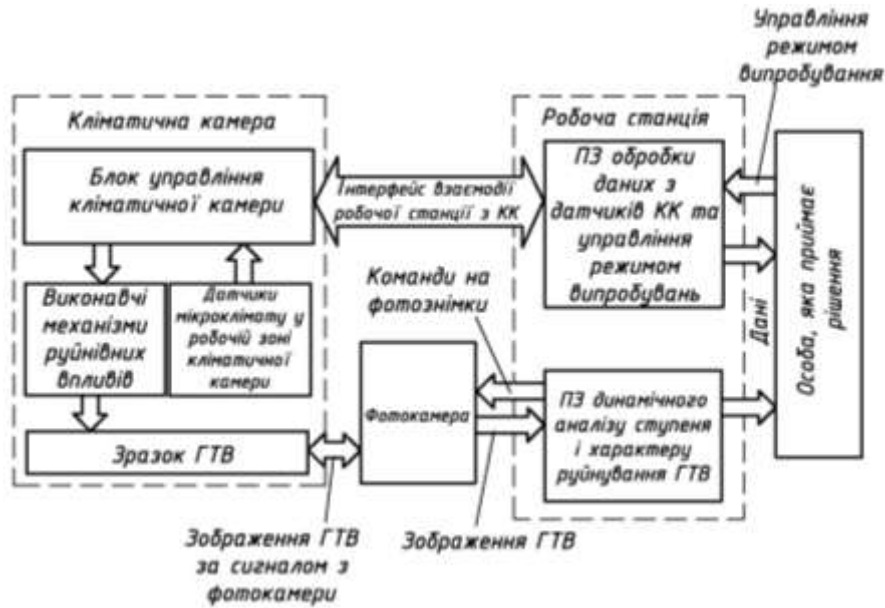 Управління
режимом
випробування
Кліматична камера
Робоча станція
Блок управління
кліматичної камери
Інтерфейс взаємодії
робочої станції з КК
ПЗ обробки
даних з
датчиків КК та
управління
режимом
випробувань
Виконавчі
механізми
руйнівних
впливів
Датчики
мікроклімату у
робочій зоні
кліматичної
камери
Команди на
фотознімки
Дані
Особа, яка приймає
рішення
Фотокамера
ПЗ динамічного
аналізу ступеня
і характеру
руйнування ГТВ
Зразок ГТВ
Зображення ГТВ
за сигналом з
фотокамери
Зображення ГТВ